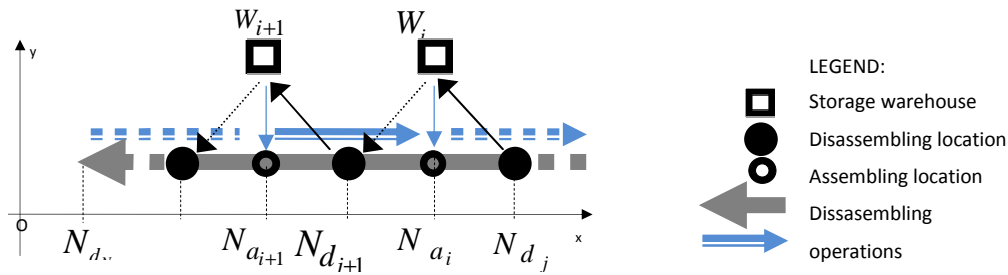 W_{i+1}
W_i
y
O
x
N_{d_N}
N_{a_{i+1}}
N_{d_{j+1}}
N_{a_i}
N_{d_j}
LEGEND:
Storage warehouse
Disassembling location
Assembling location
Dissasembling
operations